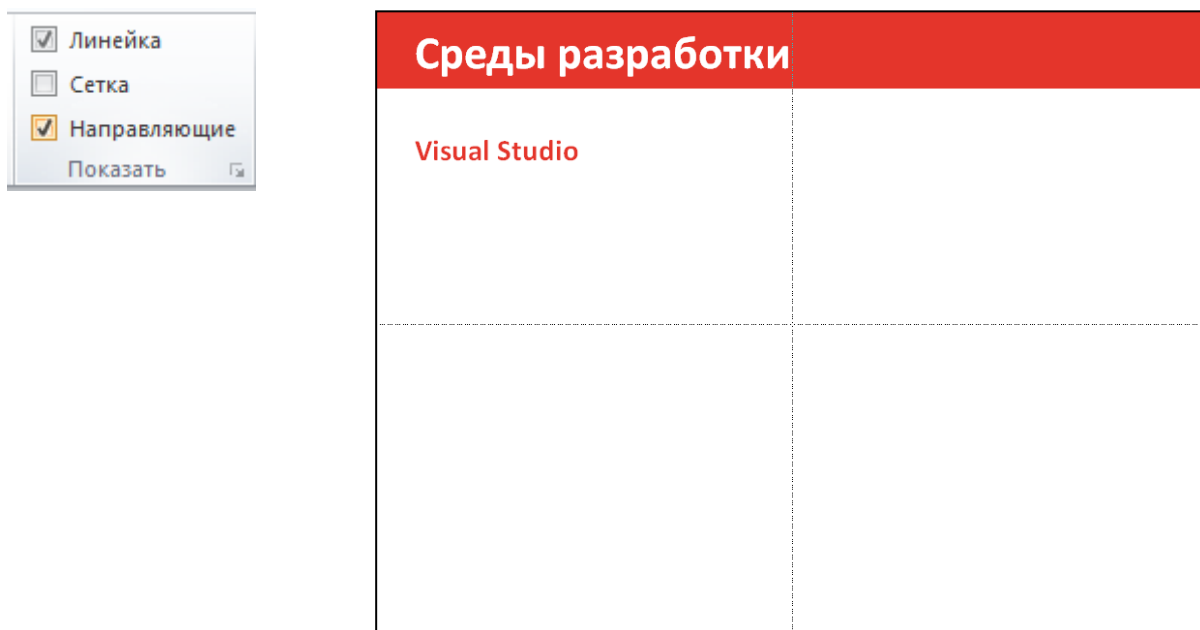 Линейка
Сетка
Направляющие
Показать
Среды разработки
Visual Studio